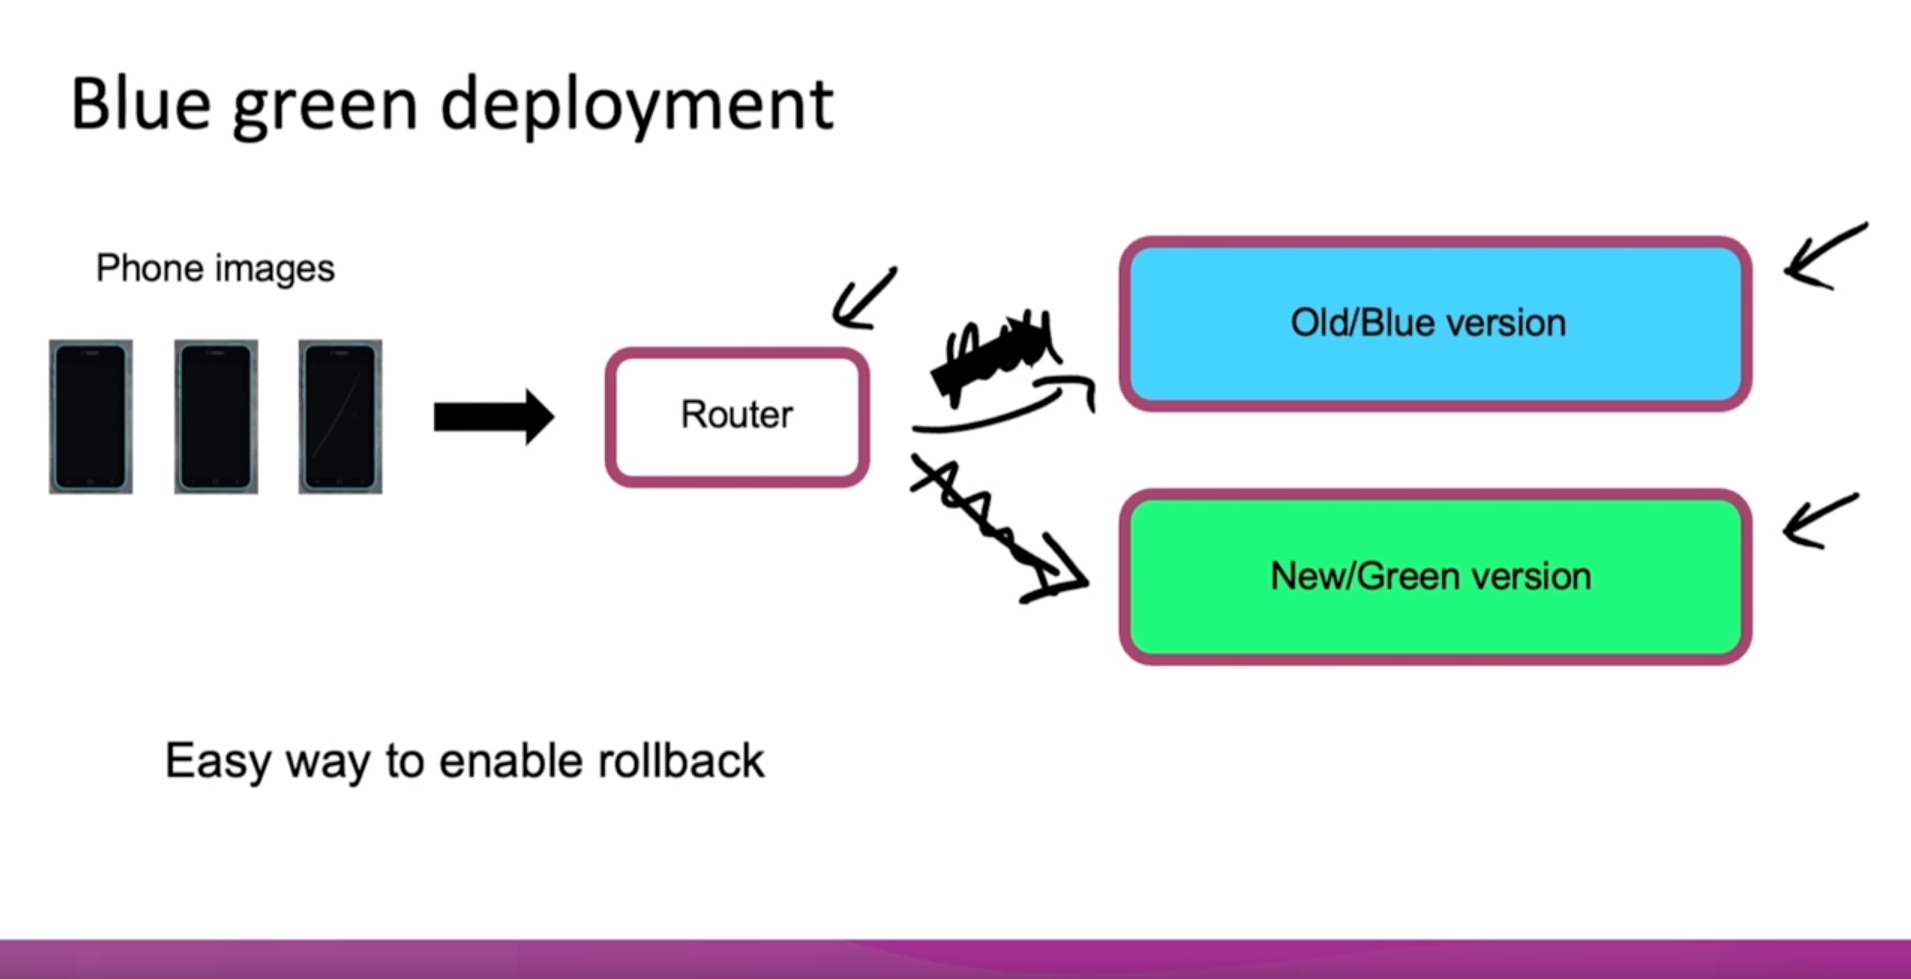 Blue green deployment
Phone images
Router
Old/Blue version
New/Green version
Easy way to enable rollback